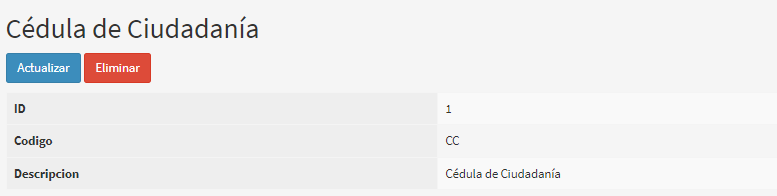 Cédula de Ciudadanía
Actualizar Eliminar
ID 1
Codigo CC
Descripcion Cédula de Ciudadanía